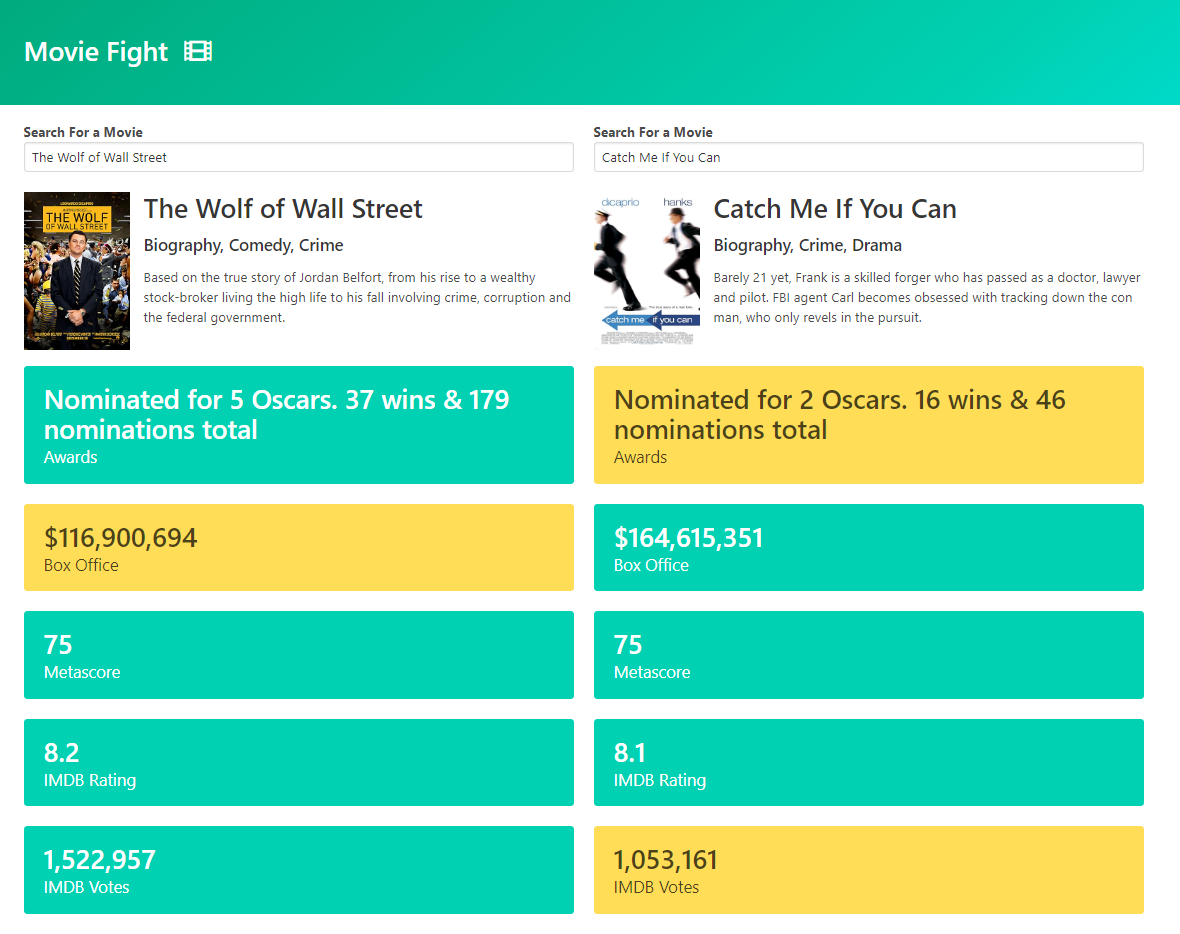 Movie Fight
Search For a Movie
The Wolf of Wall Street
LEONARDO DICAPRIO
THE WOLF
OF WALL STREET
The Wolf of Wall Street
Biography, Comedy, Crime
Based on the true story of Jordan Belfort, from his rise to a wealthy
stock-broker living the high life to his fall involving crime, corruption and
the federal government.
Nominated for 5 Oscars. 37 wins & 179
nominations total
Awards
$116,900,694
Box Office
75
Metascore
8.2
IMDB Rating
1,522,957
IMDB Votes
Search For a Movie
Catch Me If You Can
dicaprio hanks
catch me if you can
Catch Me If You Can
Biography, Crime, Drama
Barely 21 yet, Frank is a skilled forger who has passed as a doctor, lawyer
and pilot. FBI agent Carl becomes obsessed with tracking down the con
man, who only revels in the pursuit.
Nominated for 2 Oscars. 16 wins & 46
nominations total
Awards
$164,615,351
Box Office
75
Metascore
8.1
IMDB Rating
1,053,161
IMDB Votes